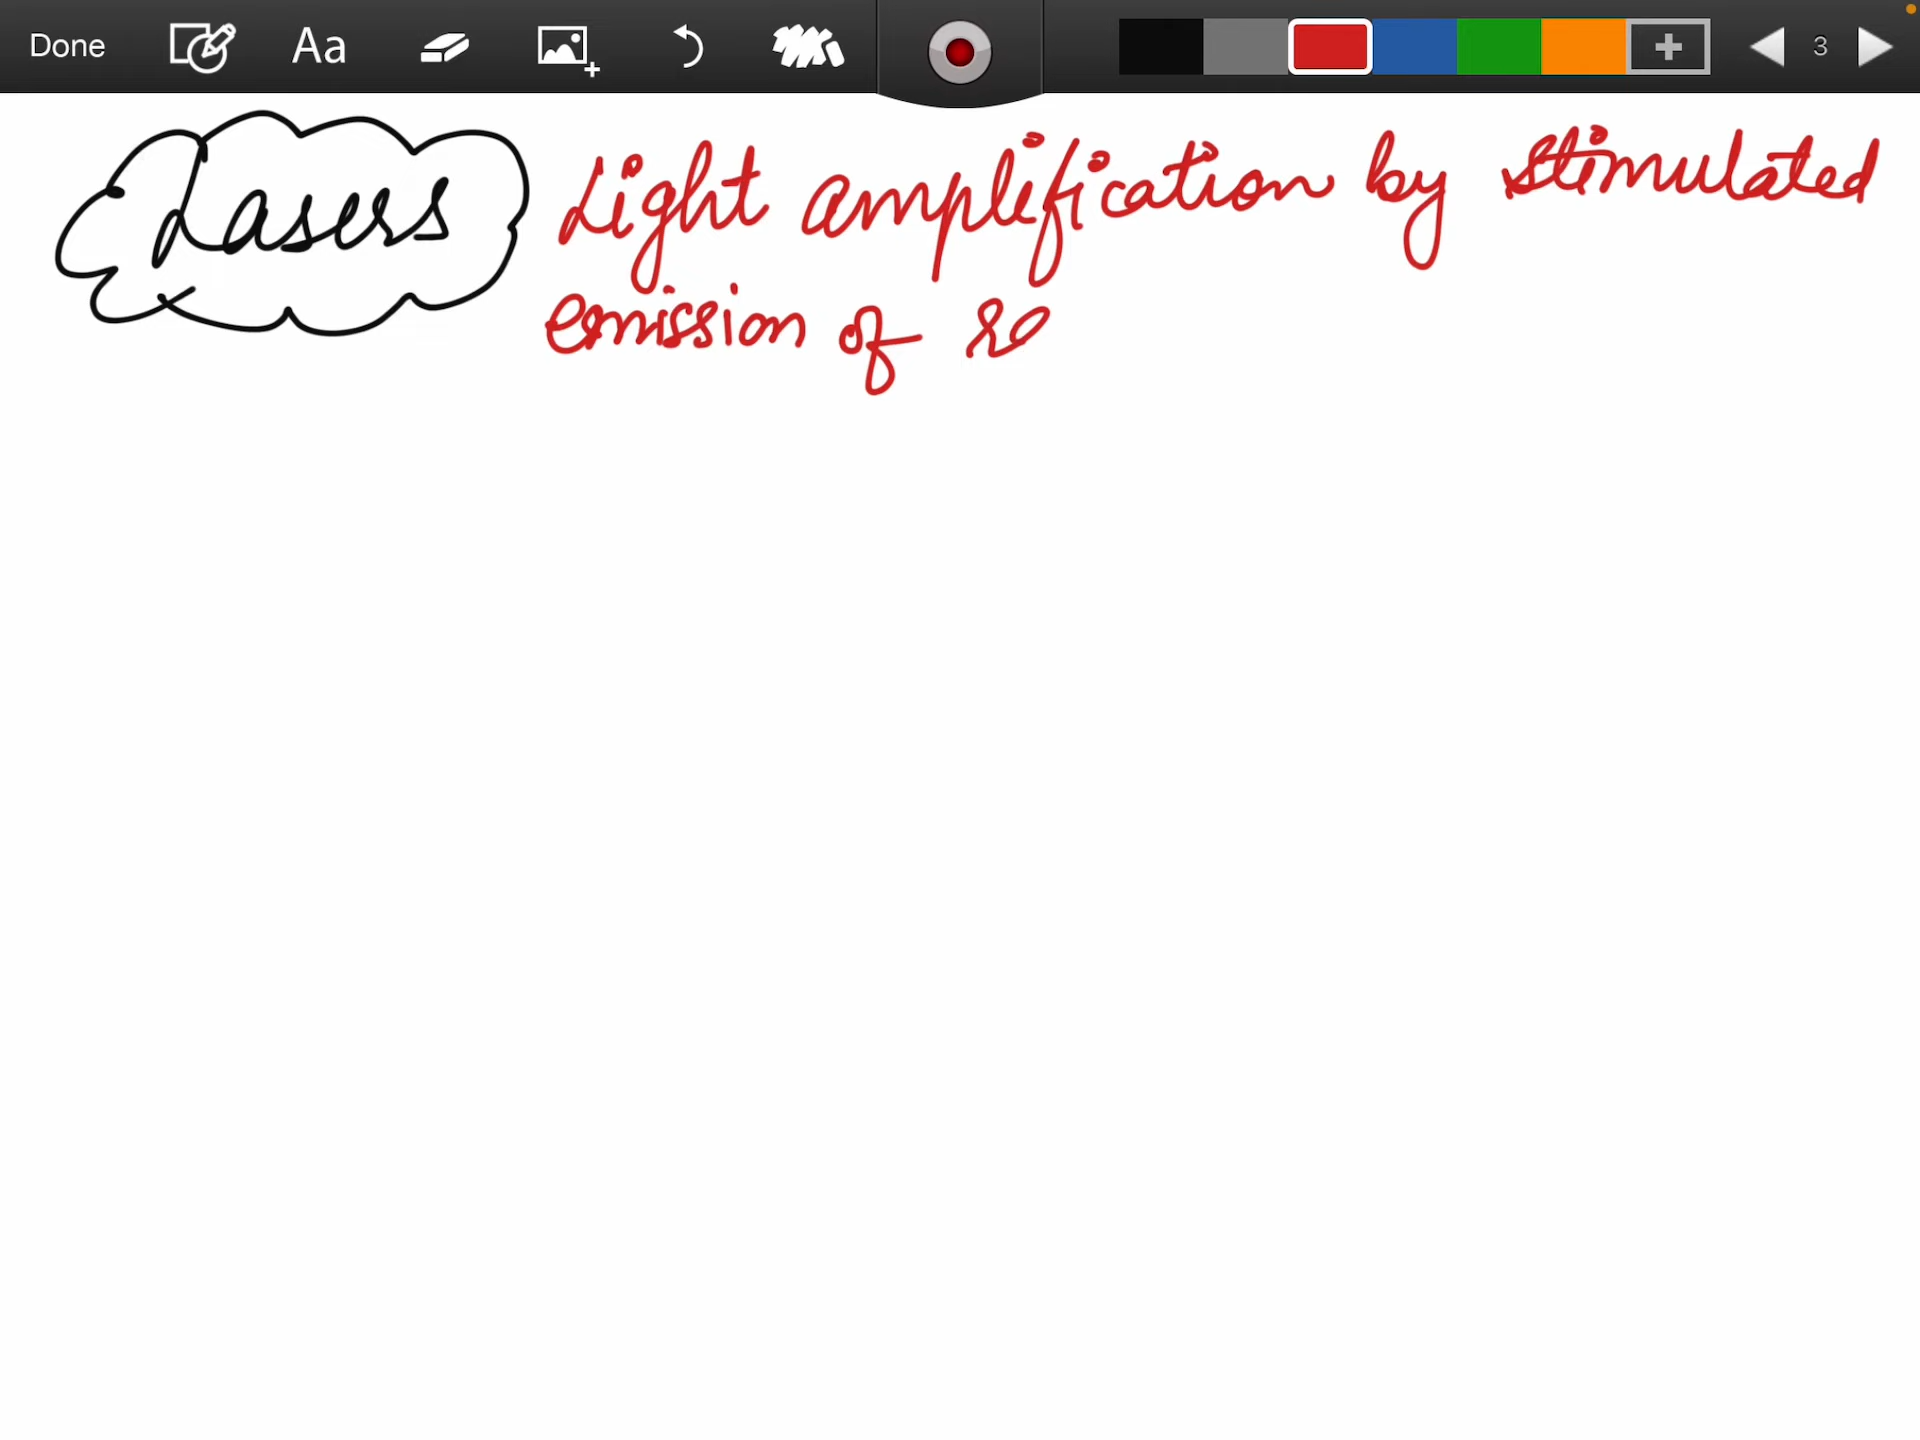 Done Aa 3
Lasers Light amplification by stimulated
emission of